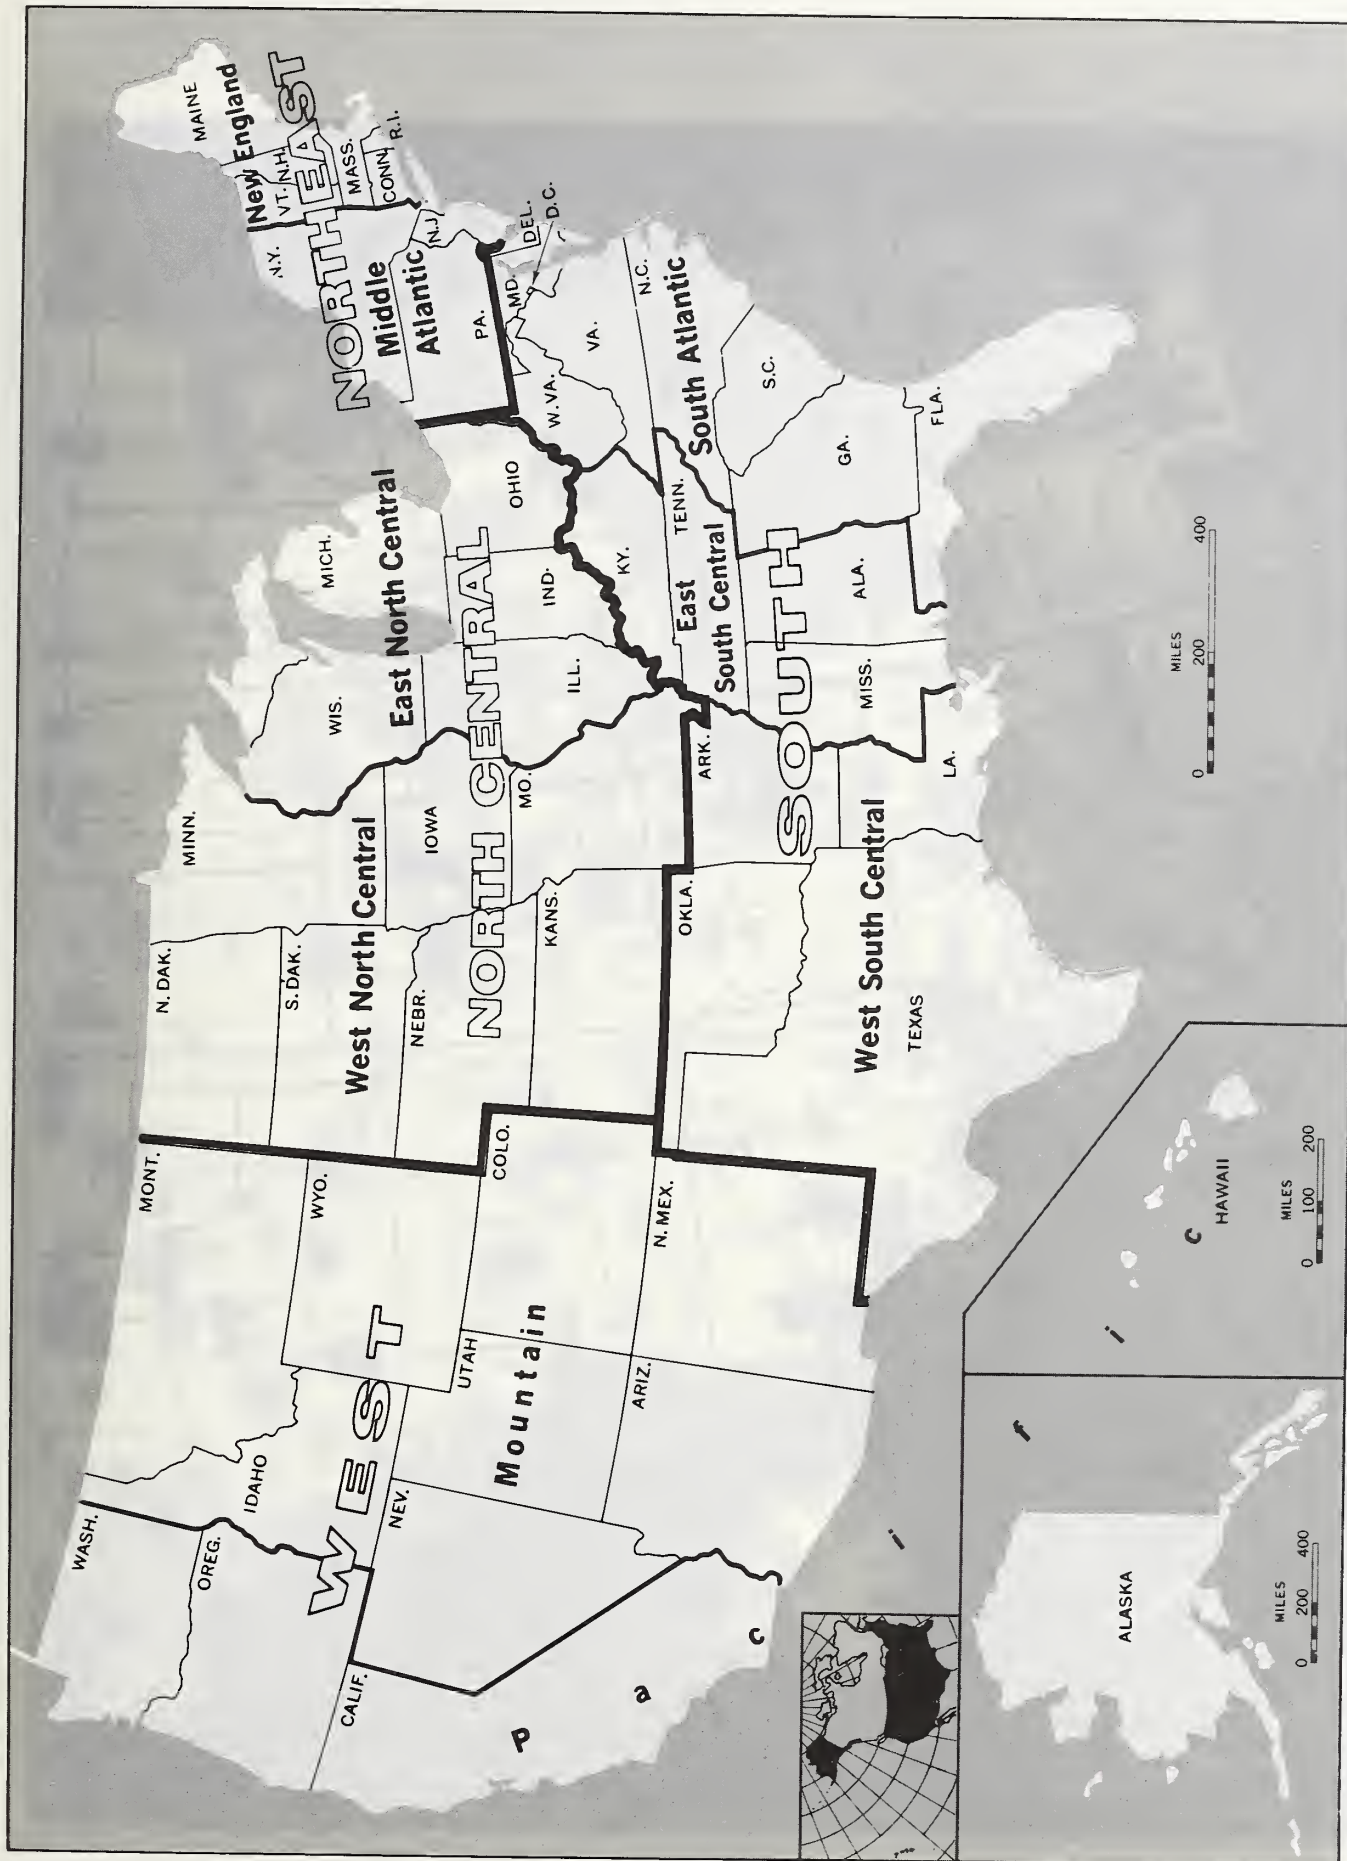 WEST
NORTH CENTRAL
NORTHEAST
SOUTH
Pacific
Mountain
West North Central
East North Central
Middle
Atlantic
New England
West South Central
East
South Central
South Atlantic
WASH.
OREG.
CALIF.
IDAHO
NEV.
MONT.
WYO.
UTAH
ARIZ.
COLO.
N. MEX.
N. DAK.
S. DAK.
NEBR.
KANS.
MINN.
IOWA
MO.
WIS.
MICH.
ILL.
IND.
OHIO
OKLA.
TEXAS
ARK.
LA.
KY.
TENN.
MISS.
ALA.
W. VA.
MD.
DEL.
D.C.
VA.
N.C.
S.C.
GA.
FLA.
PA.
N.J.
N.Y.
VT.
N.H.
MAINE
MASS.
CONN.
R.I.
ALASKA
MILES
0 200 400
HAWAII
MILES
0 100 200
MILES
0 200 400